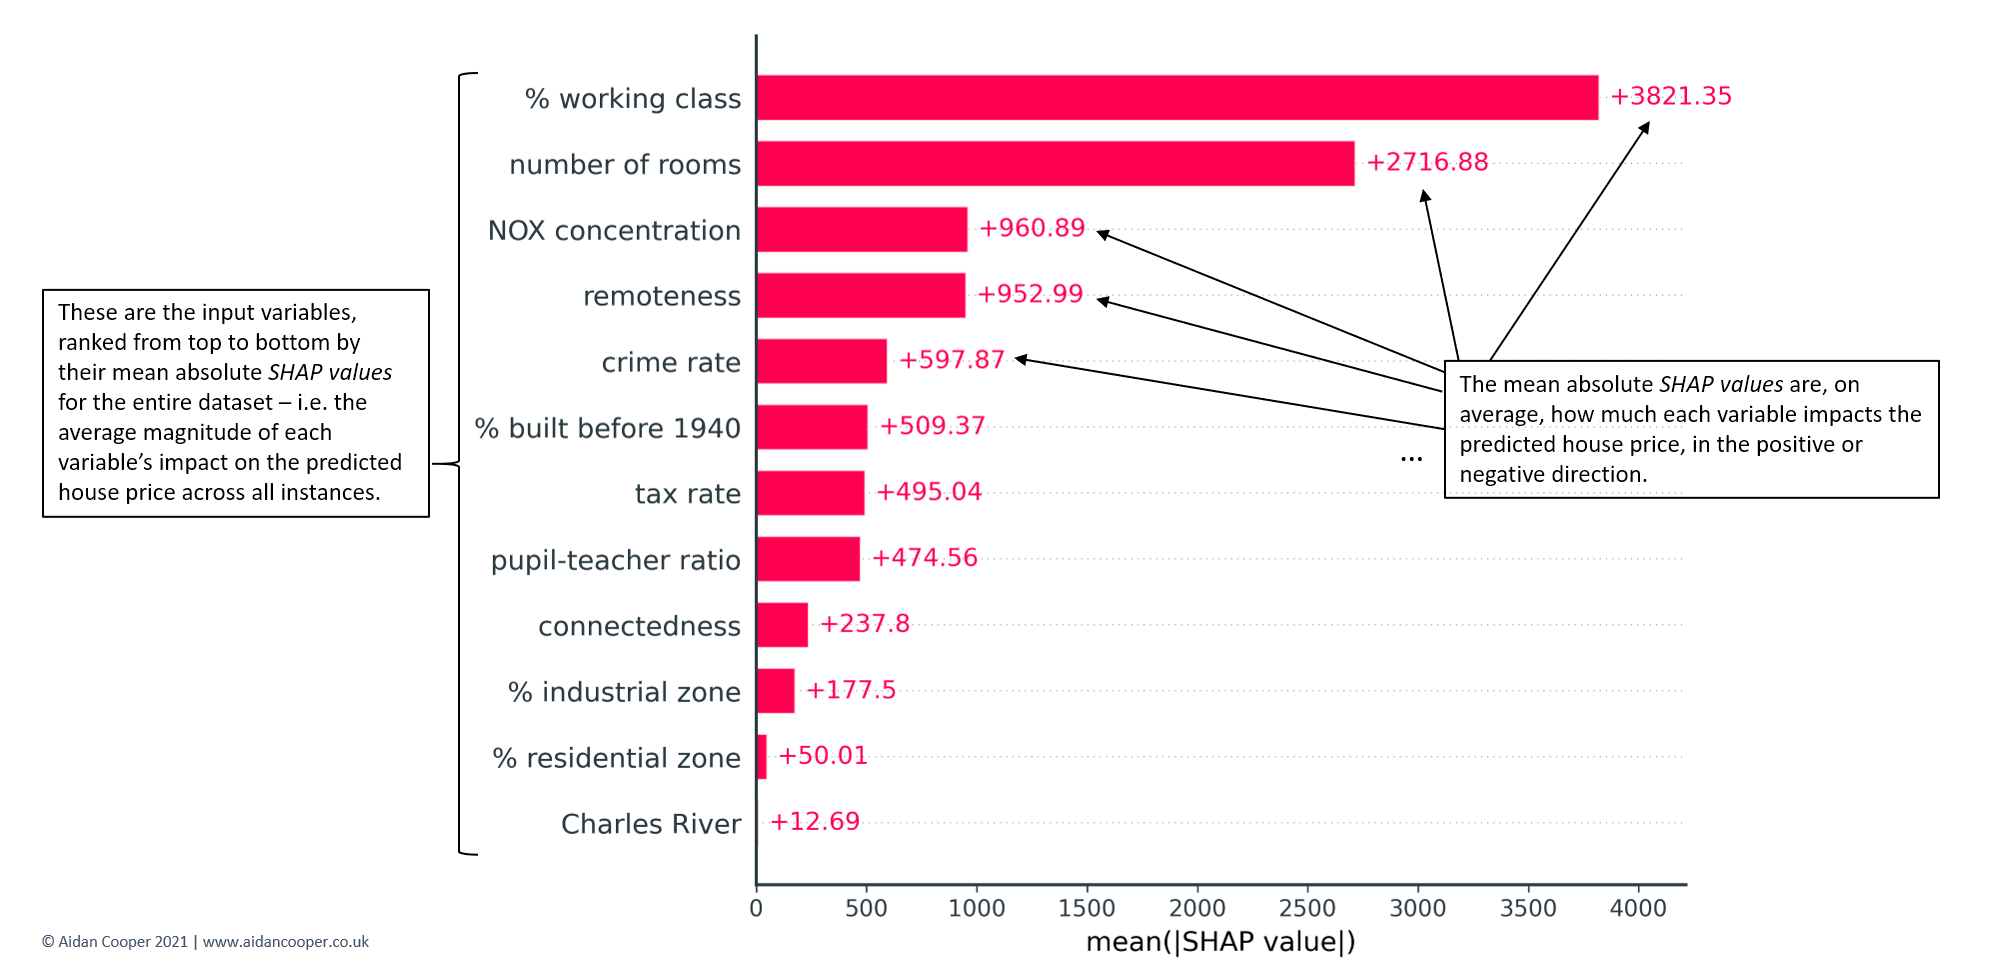 % working class
+3821.35
number of rooms
+2716.88
NOX concentration
+960.89
remoteness
+952.99
crime rate
+597.87
% built before 1940
+509.37
tax rate
+495.04
pupil-teacher ratio
+474.56
connectedness
+237.8
% industrial zone
+177.5
% residential zone
+50.01
Charles River
+12.69
0 500 1000 1500 2000 2500 3000 3500 4000
mean(|SHAP value|)
These are the input variables,
ranked from top to bottom by
their mean absolute SHAP values
for the entire dataset – i.e. the
average magnitude of each
variable’s impact on the predicted
house price across all instances.
The mean absolute SHAP values are, on
average, how much each variable impacts the
predicted house price, in the positive or
negative direction.
...
© Aidan Cooper 2021 | www.aidancooper.co.uk